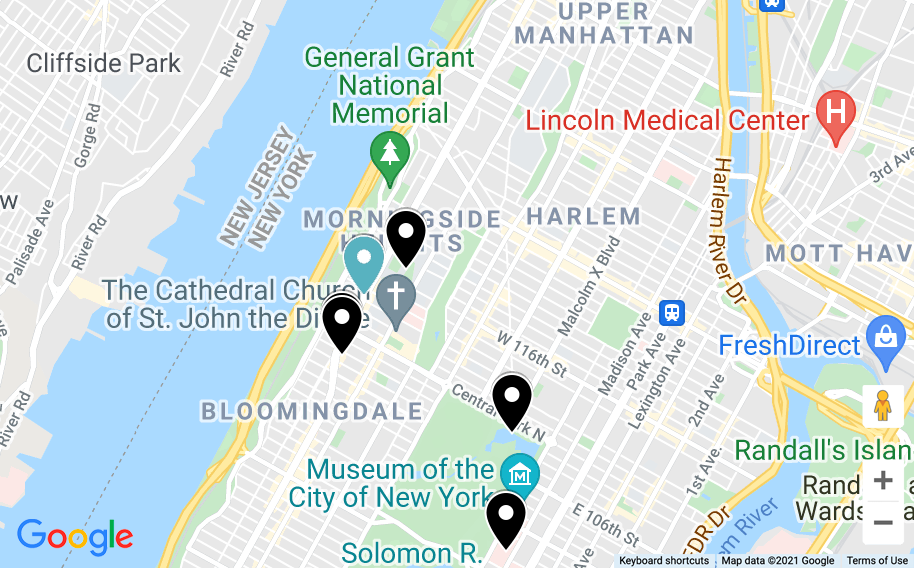 UPPER
MANHATTAN
Cliffside Park
River Rd
General Grant
National
Memorial
Lincoln Medical Center
H
Gorge Rd
3rd Ave
NEW JERSEY
NEW YORK
Palisade Ave
River Rd
Harlem River Dr
MORNINGSIDE
HEIGHTS
HARLEM
MOTT HAV
Malcolm X Blvd
The Cathedral Church
of St. John the Divine
W 116th St
Madison Ave
Park Ave
Lexington Ave
FreshDirect
2nd Ave
Central Park N
BLOOMINGDALE
River Rd
Museum of the
City of New York
1st Ave.
Randall's Islan
Rand
Wards
E 106th St
FDR Dr
em River
Solomon R.
Google
Keyboard shortcuts
Map data ©2021 Google
Terms of Use